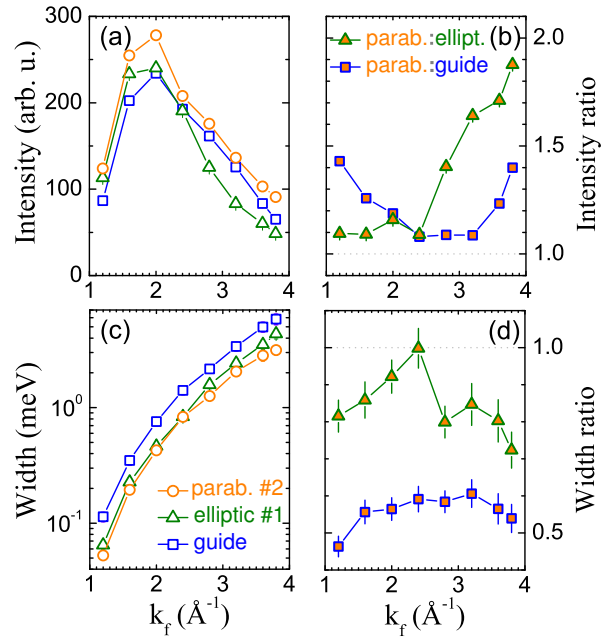 (a)
Intensity (arb. u.)
300
200
100
0
1 2 3 4
(b)
parab.:ellipt.
parab.:guide
2.0
1.5
1.0
Intensity ratio
1 2 3 4
(c)
Width (meV)
10⁰
10⁻¹
parab. #2
elliptic #1
guide
1 2 3 4
k_f (Å⁻¹)
(d)
1.0
0.5
Width ratio
1 2 3 4
k_f (Å⁻¹)